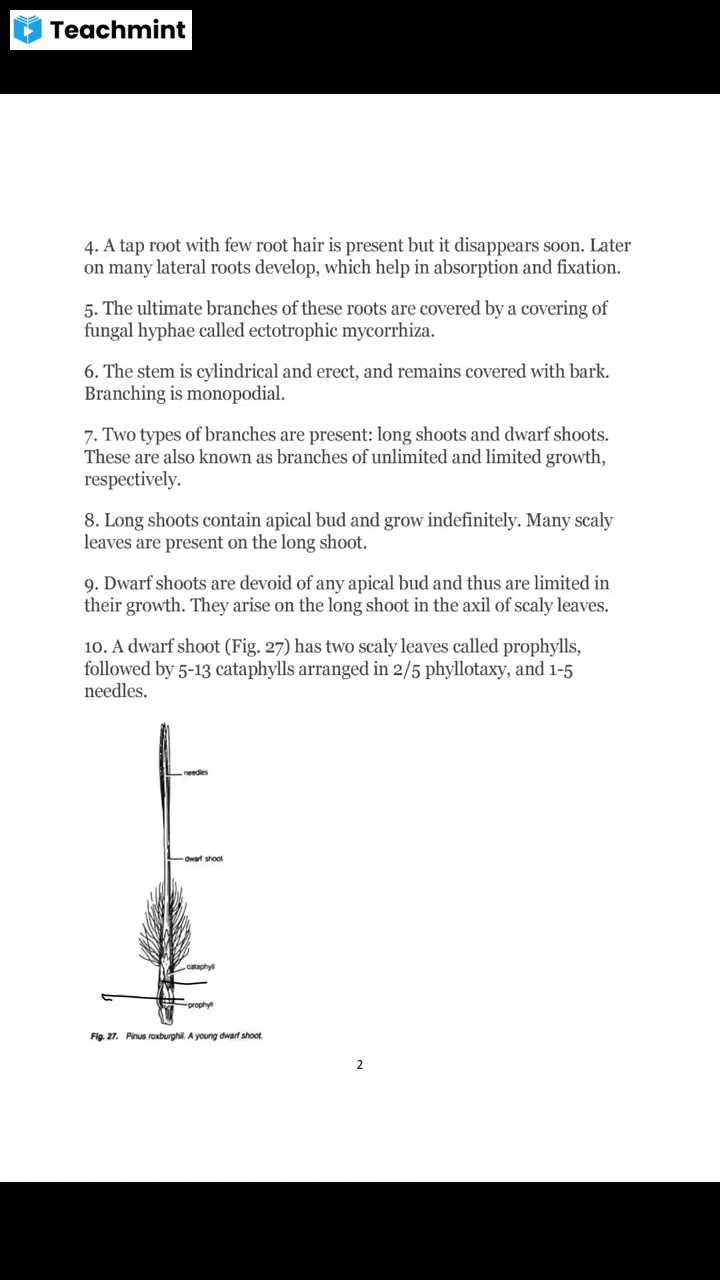 Teachmint
4. A tap root with few root hair is present but it disappears soon. Later
on many lateral roots develop, which help in absorption and fixation.
5. The ultimate branches of these roots are covered by a covering of
fungal hyphae called ectotrophic mycorrhiza.
6. The stem is cylindrical and erect, and remains covered with bark.
Branching is monopodial.
7. Two types of branches are present: long shoots and dwarf shoots.
These are also known as branches of unlimited and limited growth,
respectively.
8. Long shoots contain apical bud and grow indefinitely. Many scaly
leaves are present on the long shoot.
9. Dwarf shoots are devoid of any apical bud and thus are limited in
their growth. They arise on the long shoot in the axil of scaly leaves.
10. A dwarf shoot (Fig. 27) has two scaly leaves called prophylls,
followed by 5-13 cataphylls arranged in 2/5 phyllotaxy, and 1-5
needles.
needles
dwarf shoot
cataphyll
prophyll
Fig. 27. Pinus roxburghii. A young dwarf shoot.
2